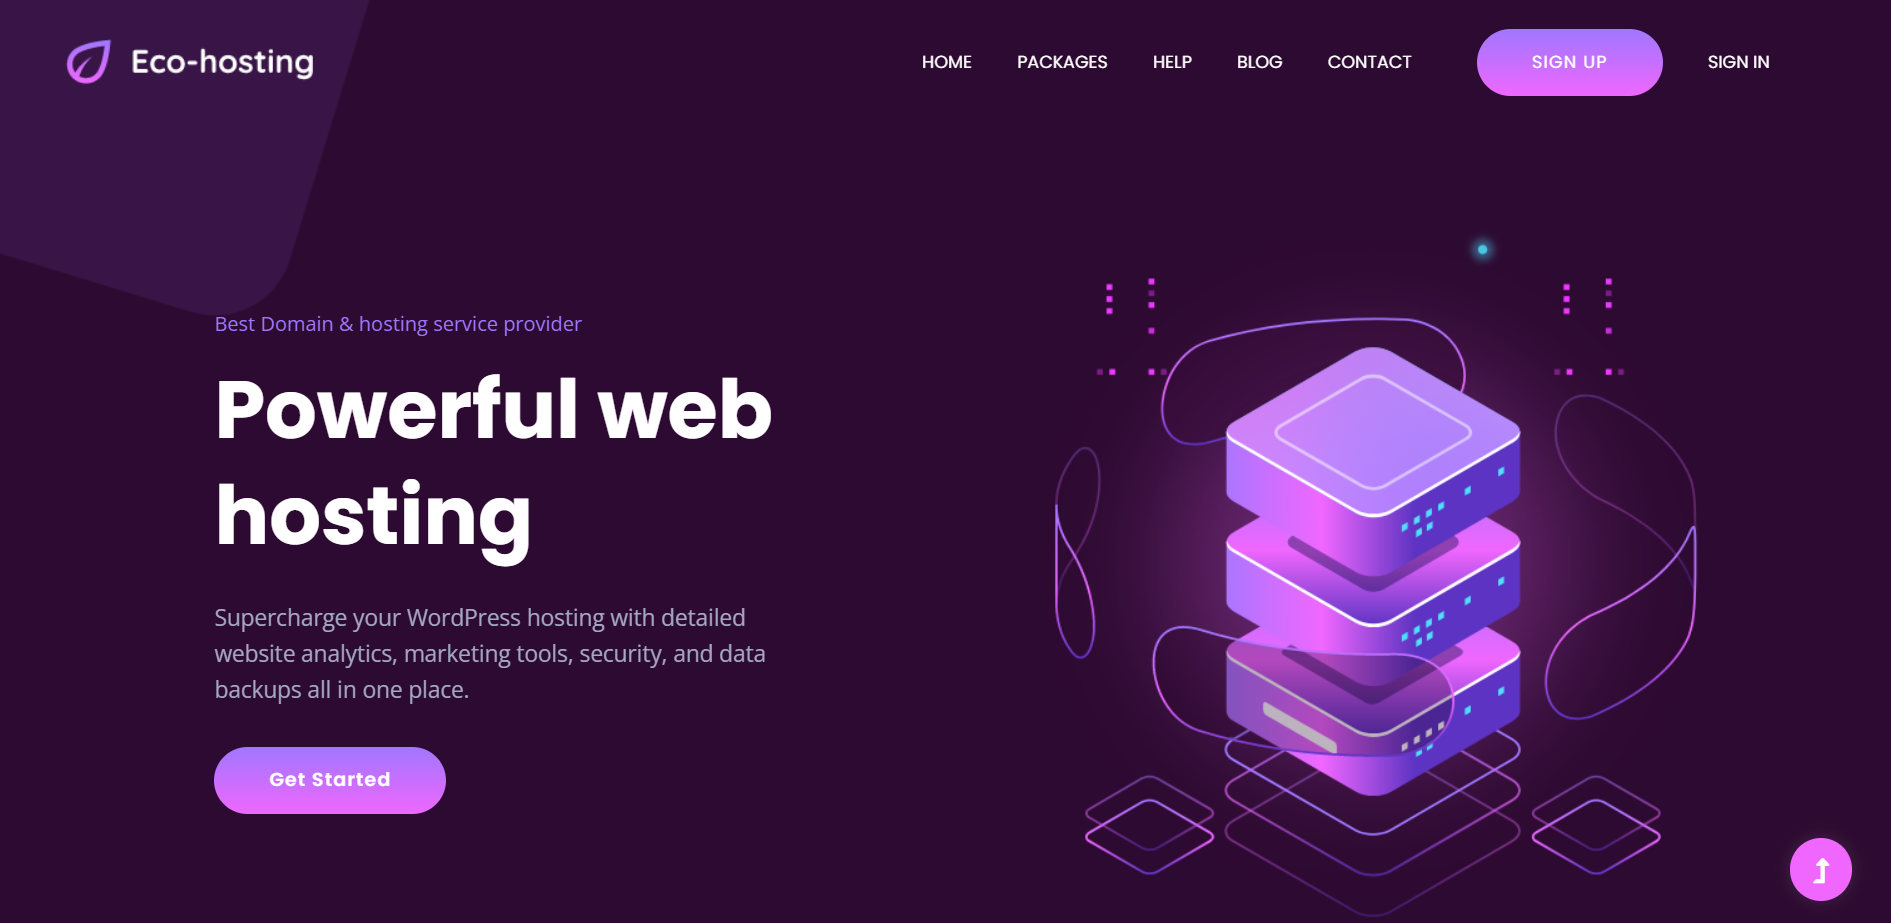 Eco-hosting
HOME
PACKAGES
HELP
BLOG
CONTACT
SIGN UP
SIGN IN
Best Domain & hosting service provider
Powerful web
hosting
Supercharge your WordPress hosting with detailed
website analytics, marketing tools, security, and data
backups all in one place.
Get Started